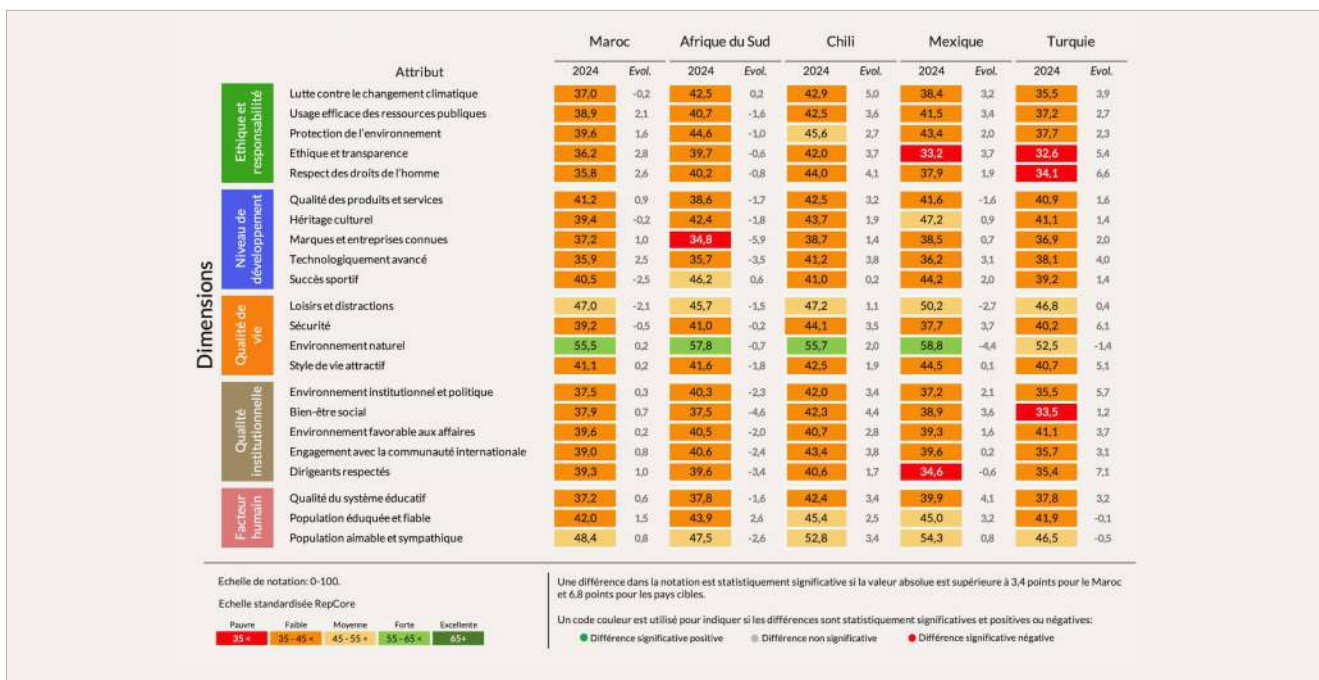 Maroc Afrique du Sud Chili Mexique Turquie
Attribut 2024 Evol. 2024 Evol. 2024 Evol. 2024 Evol. 2024 Evol.
Dimensions
Ethique et responsabilité
Lutte contre le changement climatique 37,0 -0,2 42,5 0,2 42,9 5,0 38,4 3,2 35,5 3,9
Usage efficace des ressources publiques 38,9 2,1 40,7 -1,6 42,5 3,6 41,5 3,4 37,2 2,7
Protection de l'environnement 39,6 1,6 44,6 -1,0 45,6 2,7 43,4 2,0 37,7 2,3
Ethique et transparence 36,2 2,8 39,7 -0,6 42,0 3,7 33,2 3,7 32,6 5,4
Respect des droits de l'homme 35,8 2,6 40,2 -0,8 44,0 4,1 37,9 1,9 34,1 6,6
Niveau de développement
Qualité des produits et services 41,2 0,9 38,6 -1,7 42,5 3,2 41,6 -1,6 40,9 1,6
Héritage culturel 39,4 -0,2 42,4 -1,8 43,7 1,9 47,2 0,9 41,1 1,4
Marques et entreprises connues 37,2 1,0 34,8 -5,9 38,7 1,4 38,5 0,7 36,9 2,0
Technologiquement avancé 35,9 2,5 35,7 -3,5 41,2 3,8 36,2 3,1 38,1 4,0
Succès sportif 40,5 -2,5 46,2 0,6 41,0 0,2 44,2 2,0 39,2 1,4
Qualité de vie
Loisirs et distractions 47,0 -2,1 45,7 -1,5 47,2 1,1 50,2 -2,7 46,8 0,4
Sécurité 39,2 -0,5 41,0 -0,2 44,1 3,5 37,7 3,7 40,2 6,1
Environnement naturel 55,5 0,2 57,8 -0,7 55,7 2,0 58,8 -4,4 52,5 -1,4
Style de vie attractif 41,1 0,2 41,6 -1,8 42,5 1,9 44,5 0,1 40,7 5,1
Qualité institutionnelle
Environnement institutionnel et politique 37,5 0,3 40,3 -2,3 42,0 3,4 37,2 2,1 35,5 5,7
Bien-être social 37,9 0,7 37,5 -4,6 42,3 4,4 38,9 3,6 33,5 1,2
Environnement favorable aux affaires 39,6 0,2 40,5 -2,0 40,7 2,8 39,3 1,6 41,1 3,7
Engagement avec la communauté internationale 39,0 0,8 40,6 -2,4 43,4 3,8 39,6 0,2 35,7 3,1
Dirigeants respectés 39,3 1,0 39,6 -3,4 40,6 1,7 34,6 -0,6 35,4 7,1
Facteur humain
Qualité du système éducatif 37,2 0,6 37,8 -1,6 42,4 3,4 39,9 4,1 37,8 3,2
Population éduquée et fiable 42,0 1,5 43,9 2,6 45,4 2,5 45,0 3,2 41,9 -0,1
Population aimable et sympathique 48,4 0,8 47,5 -2,6 52,8 3,4 54,3 0,8 46,5 -0,5
Echelle de notation: 0-100.
Echelle standardisée RepCore
Pauvre Faible Moyenne Forte Excellente
35 < 35 - 45 < 45 - 55 < 55 - 65 < 65+
Une différence dans la notation est statistiquement significative si la valeur absolue est supérieure à 3,4 points pour le Maroc
et 6,8 points pour les pays cibles.
Un code couleur est utilisé pour indiquer si les différences sont statistiquement significatives et positives ou négatives:
Différence significative positive Différence non significative Différence significative négative